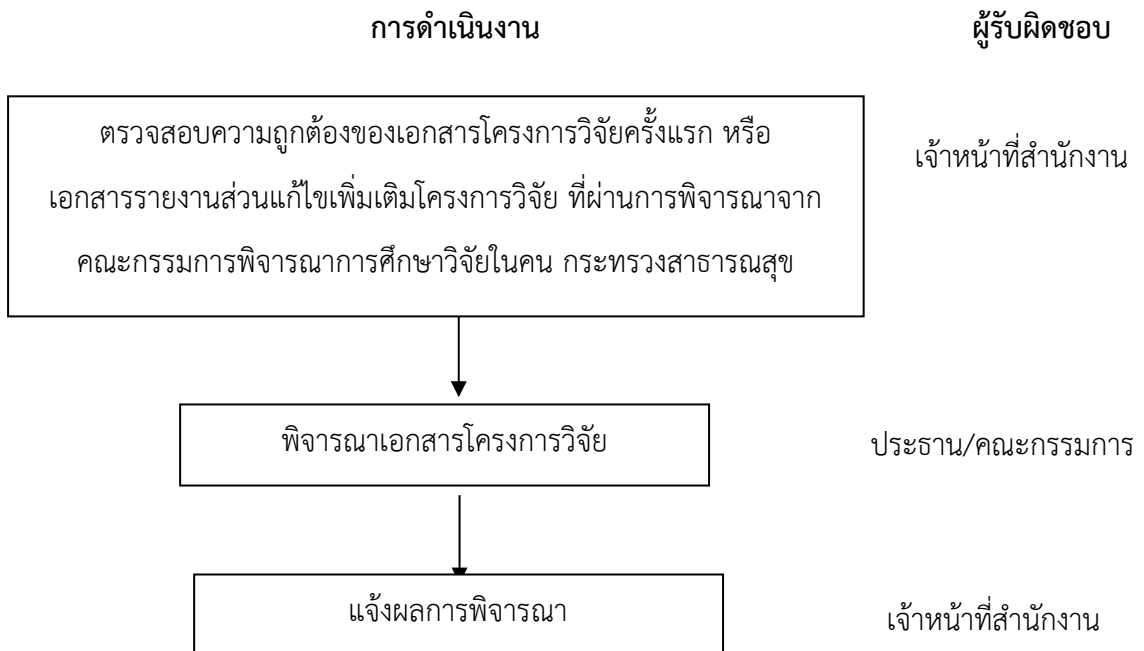 การดำเนินงาน ผู้รับผิดชอบ
ตรวจสอบความถูกต้องของเอกสารโครงการวิจัยครั้งแรก หรือ
เอกสารรายงานส่วนแก้ไขเพิ่มเติมโครงการวิจัย ที่ผ่านการพิจารณาจาก
คณะกรรมการพิจารณาการศึกษาวิจัยในคน กระทรวงสาธารณสุข
เจ้าหน้าที่สำนักงาน
พิจารณาเอกสารโครงการวิจัย ประธาน/คณะกรรมการ
แจ้งผลการพิจารณา เจ้าหน้าที่สำนักงาน